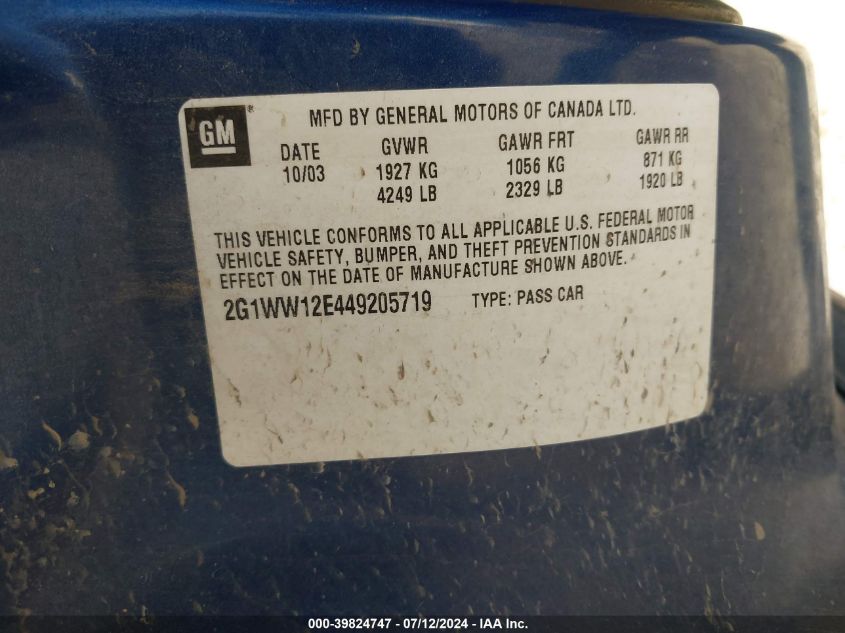 GM®
MFD BY GENERAL MOTORS OF CANADA LTD.
DATE GVWR GAWR FRT GAWR RR
10/03 1927 KG 1056 KG 871 KG
4249 LB 2329 LB 1920 LB
THIS VEHICLE CONFORMS TO ALL APPLICABLE U.S. FEDERAL MOTOR
VEHICLE SAFETY, BUMPER, AND THEFT PREVENTION STANDARDS IN
EFFECT ON THE DATE OF MANUFACTURE SHOWN ABOVE.
2G1WW12E449205719 TYPE: PASS CAR
000-39824747 - 07/12/2024 - IAA Inc.